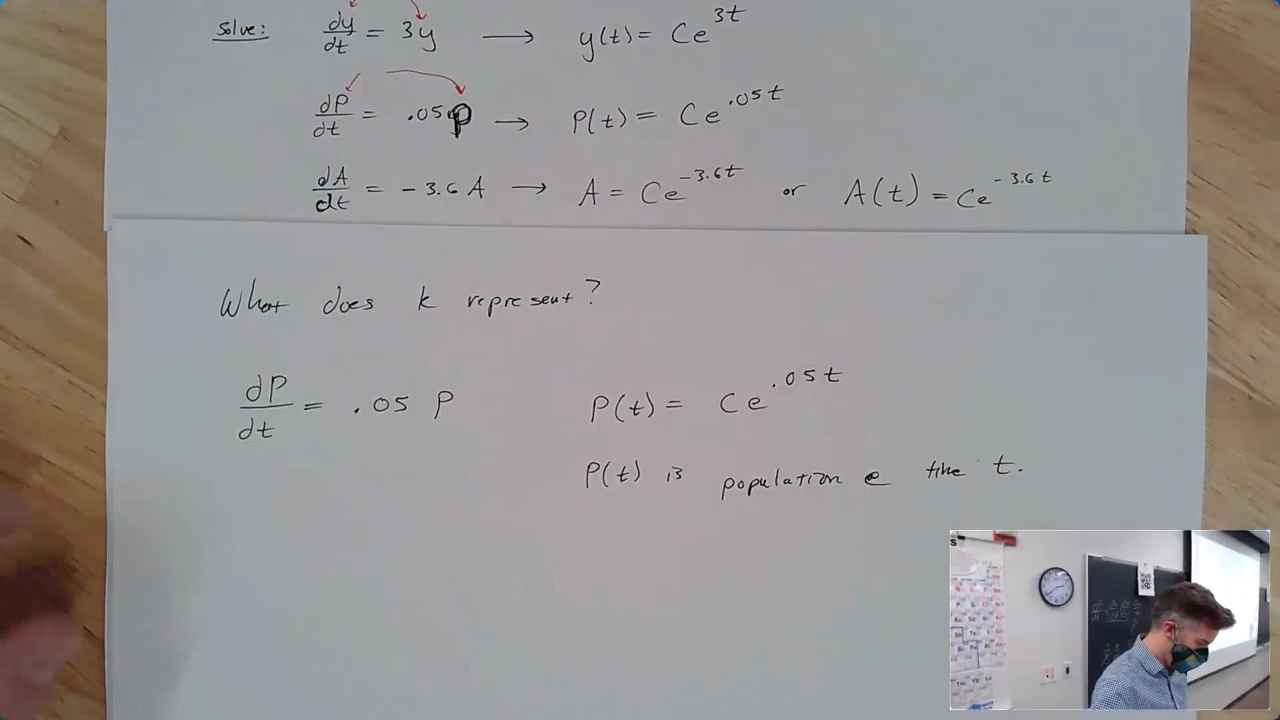 Solve: dy/dt = 3y → y(t) = Ce^3t
dP/dt = .05P → P(t) = Ce^.05t
dA/dt = -3.6A → A = Ce^-3.6t or A(t) = Ce^-3.6t
What does k represent?
dP/dt = .05 P P(t) = Ce^.05t
P(t) is population @ time t.